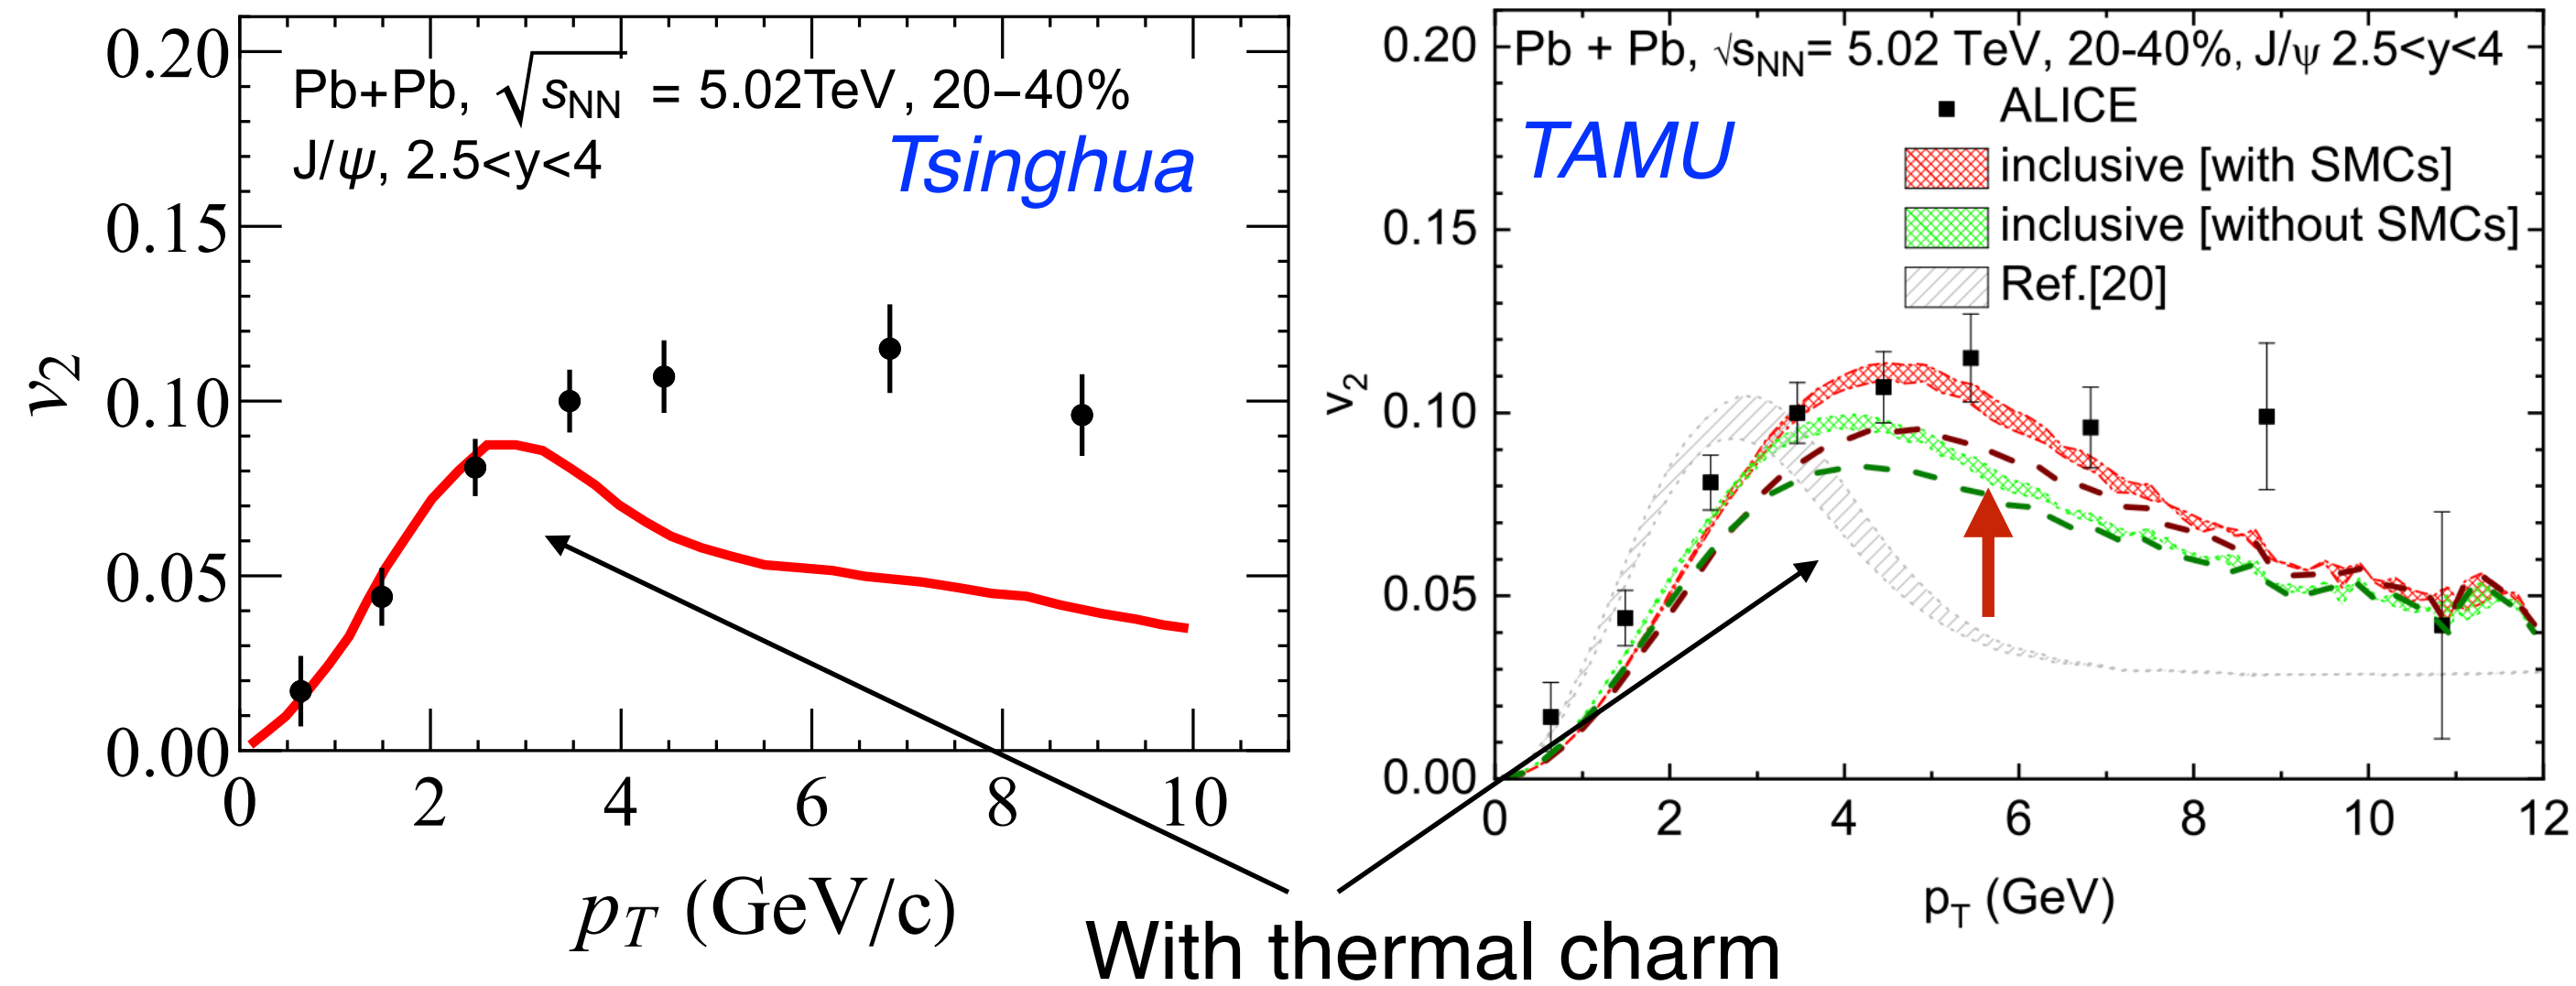 Pb+Pb, √sNN = 5.02TeV, 20−40%
J/ψ, 2.5<y<4
Tsinghua
v2
0.20
0.15
0.10
0.05
0.00
0 2 4 6 8 10
pT (GeV/c)
Pb + Pb, √sNN= 5.02 TeV, 20-40%, J/ψ 2.5<y<4
TAMU
ALICE
inclusive [with SMCs]
inclusive [without SMCs]
Ref.[20]
v2
0.20
0.15
0.10
0.05
0.00
0 2 4 6 8 10 12
pT (GeV)
With thermal charm